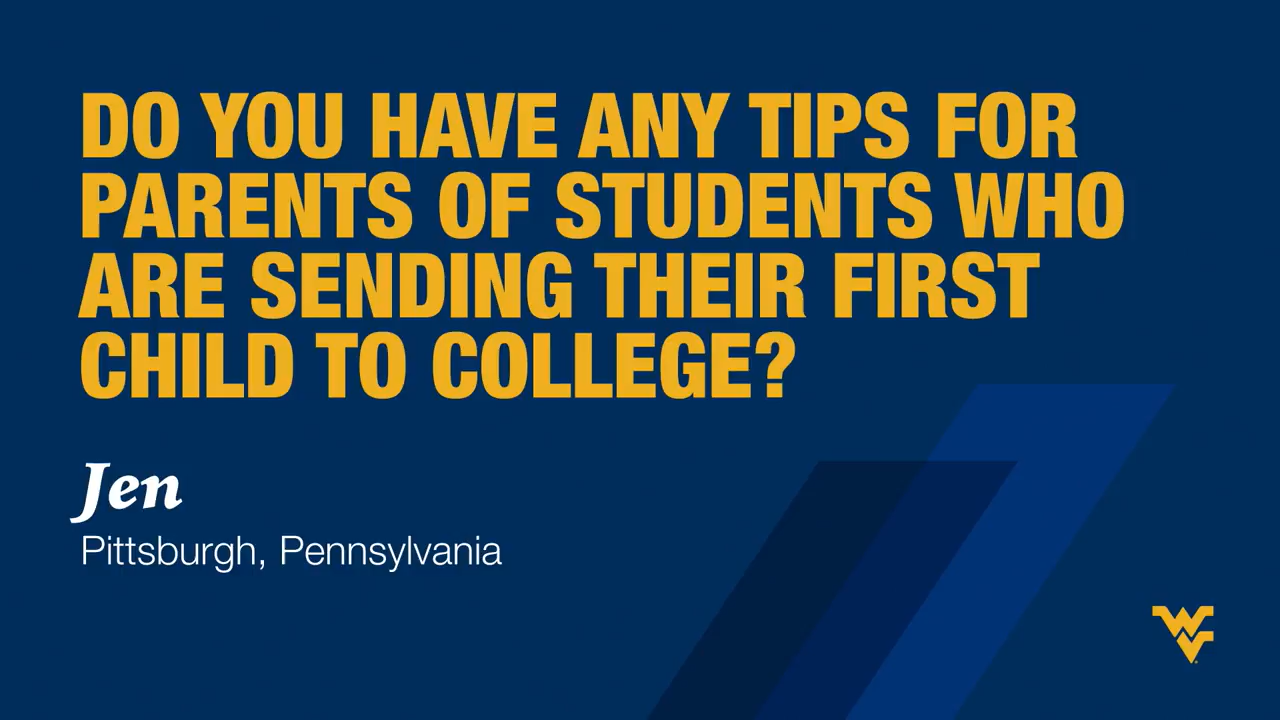 DO YOU HAVE ANY TIPS FOR
PARENTS OF STUDENTS WHO
ARE SENDING THEIR FIRST
CHILD TO COLLEGE?
Jen
Pittsburgh, Pennsylvania
WV